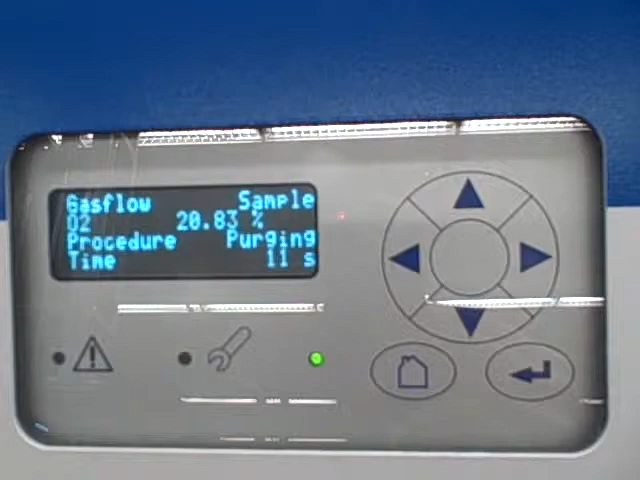 Gasflow Sample
O2 20.83 %
Procedure Purging
Time 11 s